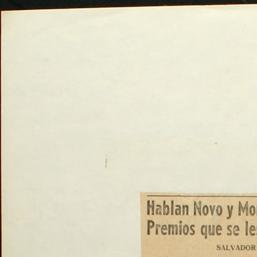 Hablan Novo y Mo
Premios que se le
SALVADOR